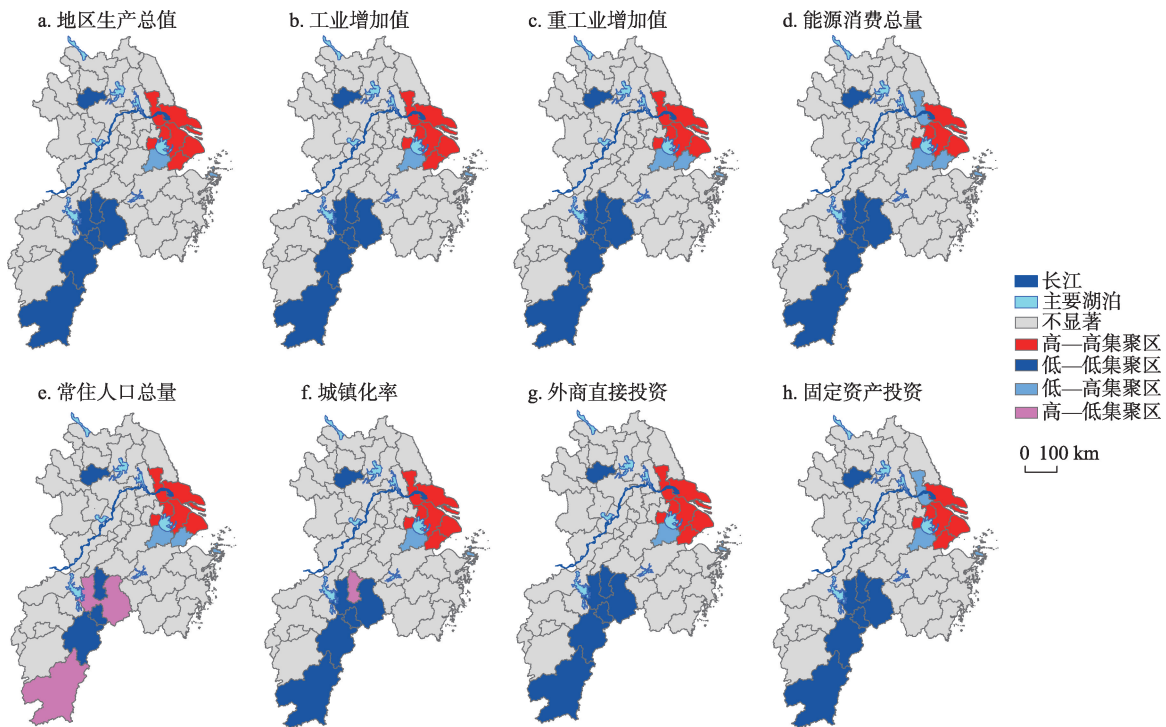 a. 地区生产总值
b. 工业增加值
c. 重工业增加值
d. 能源消费总量
长江
主要湖泊
不显著
高—高集聚区
低—低集聚区
低—高集聚区
高—低集聚区
0 100 km
e. 常住人口总量
f. 城镇化率
g. 外商直接投资
h. 固定资产投资